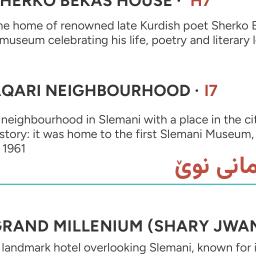 HERKO BEKAS HOUSE · H7
he home of renowned late Kurdish poet Sherko B
museum celebrating his life, poetry and literary l
AQARI NEIGHBOURHOOD · I7
neighbourhood in Slemani with a place in the cit
story: it was home to the first Slemani Museum,
1961
مانی نوێ
GRAND MILLENIUM (SHARY JWAN
landmark hotel overlooking Slemani, known for i